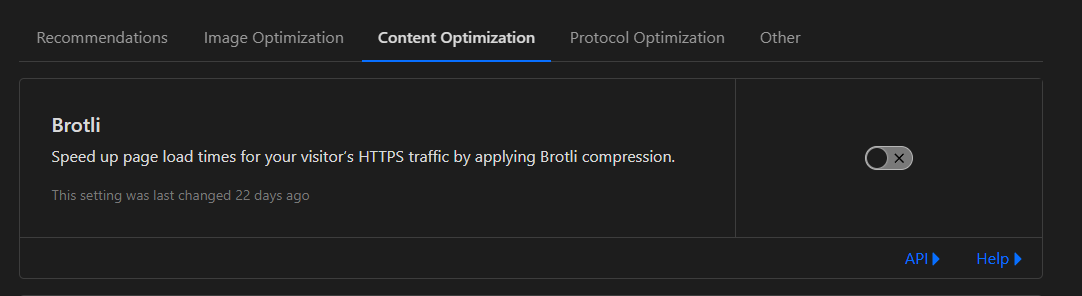 Recommendations Image Optimization Content Optimization Protocol Optimization Other
Brotli
Speed up page load times for your visitor's HTTPS traffic by applying Brotli compression.
This setting was last changed 22 days ago
API Help